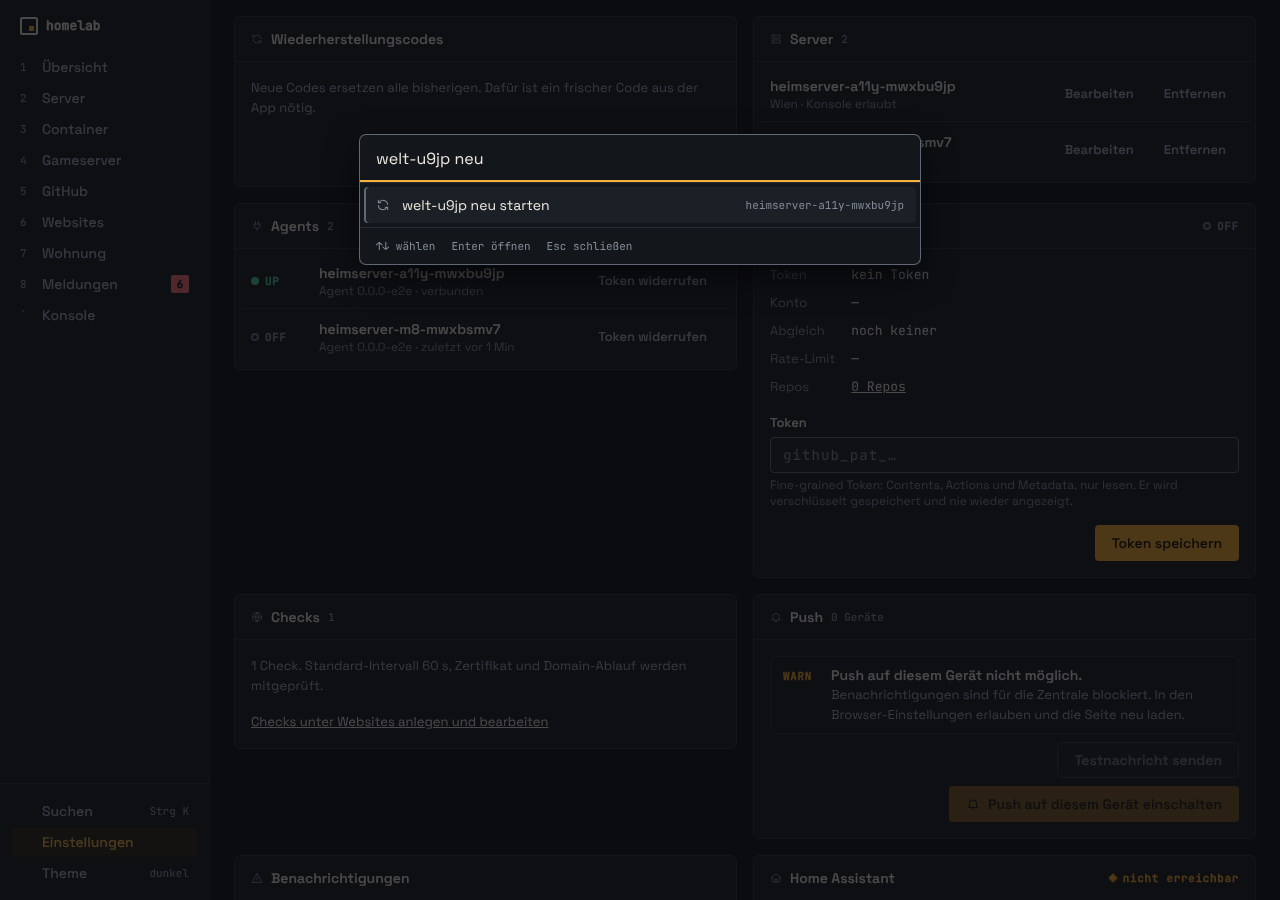 homelab
1 Übersicht
2 Server
3 Container
4 Gameserver
5 GitHub
6 Websites
7 Wohnung
8 Meldungen 6
` Konsole
Suchen Strg K
Einstellungen
Theme dunkel
Wiederherstellungscodes
Neue Codes ersetzen alle bisherigen. Dafür ist ein frischer Code aus der
App nötig.
Server 2
heimserver-a11y-mwxbu9jp
Wien · Konsole erlaubt
Bearbeiten Entfernen
smv7
Bearbeiten Entfernen
welt-u9jp neu
welt-u9jp neu starten heimserver-a11y-mwxbu9jp
↑↓ wählen Enter öffnen Esc schließen
Agents 2
UP
heimserver-a11y-mwxbu9jp
Agent 0.0.0-e2e · verbunden
Token widerrufen
OFF
heimserver-m8-mwxbsmv7
Agent 0.0.0-e2e · zuletzt vor 1 Min
Token widerrufen
OFF
Token kein Token
Konto —
Abgleich noch keiner
Rate-Limit —
Repos 0 Repos
Token
github_pat_…
Fine-grained Token: Contents, Actions und Metadata, nur lesen. Er wird
verschlüsselt gespeichert und nie wieder angezeigt.
Token speichern
Checks 1
1 Check. Standard-Intervall 60 s, Zertifikat und Domain-Ablauf werden
mitgeprüft.
Checks unter Websites anlegen und bearbeiten
Push 0 Geräte
WARN
Push auf diesem Gerät nicht möglich.
Benachrichtigungen sind für die Zentrale blockiert. In den
Browser-Einstellungen erlauben und die Seite neu laden.
Testnachricht senden
Push auf diesem Gerät einschalten
Benachrichtigungen
Home Assistant nicht erreichbar